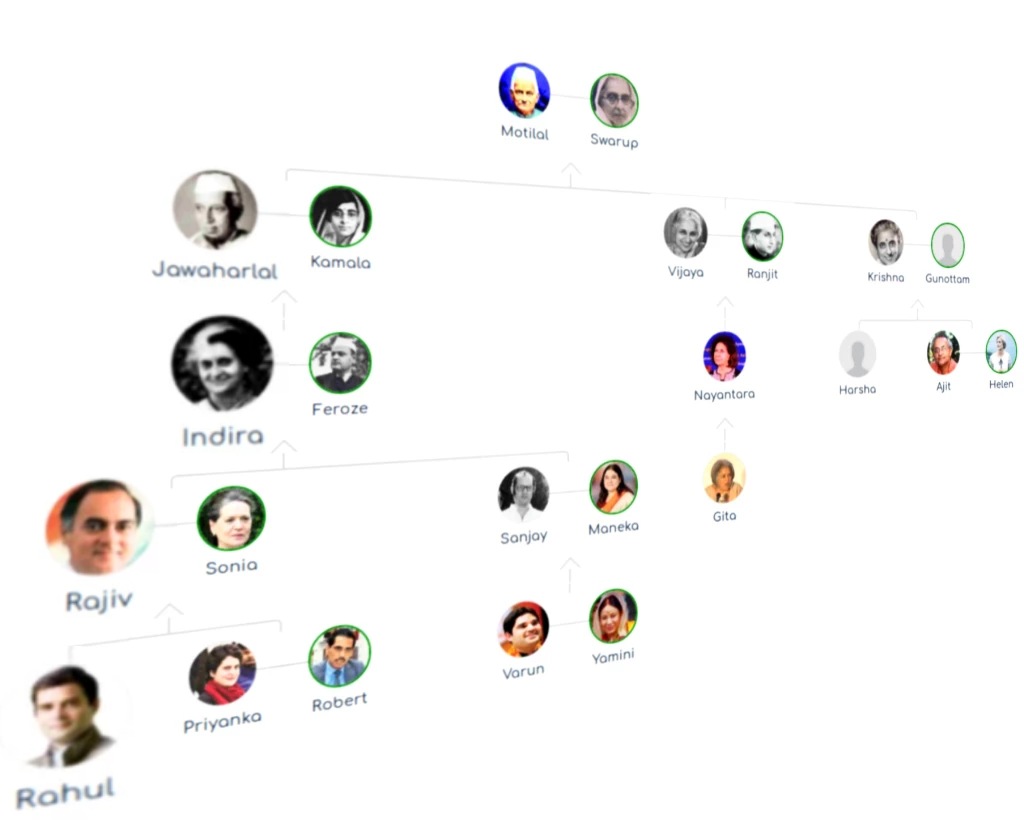 Motilal
Swarup
Jawaharlal
Kamala
Vijaya
Ranjit
Krishna
Gunottam
Indira
Feroze
Nayantara
Harsha
Ajit
Helen
Rajiv
Sonia
Sanjay
Maneka
Gita
Rahul
Priyanka
Robert
Varun
Yamini